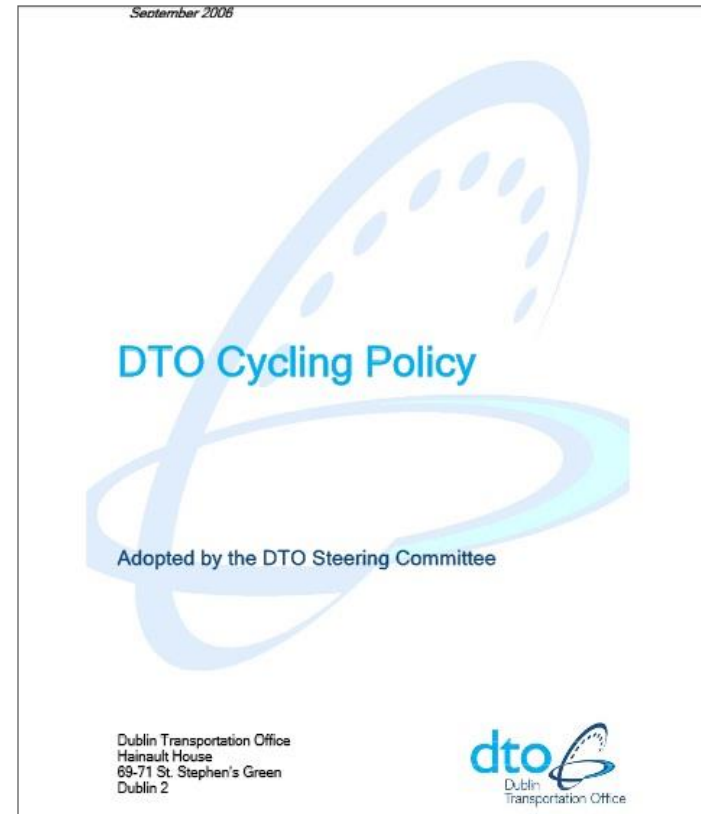 September 2006
DTO Cycling Policy
Adopted by the DTO Steering Committee
Dublin Transportation Office
Hainault House
69-71 St. Stephen's Green
Dublin 2
dto
Dublin
Transportation Office